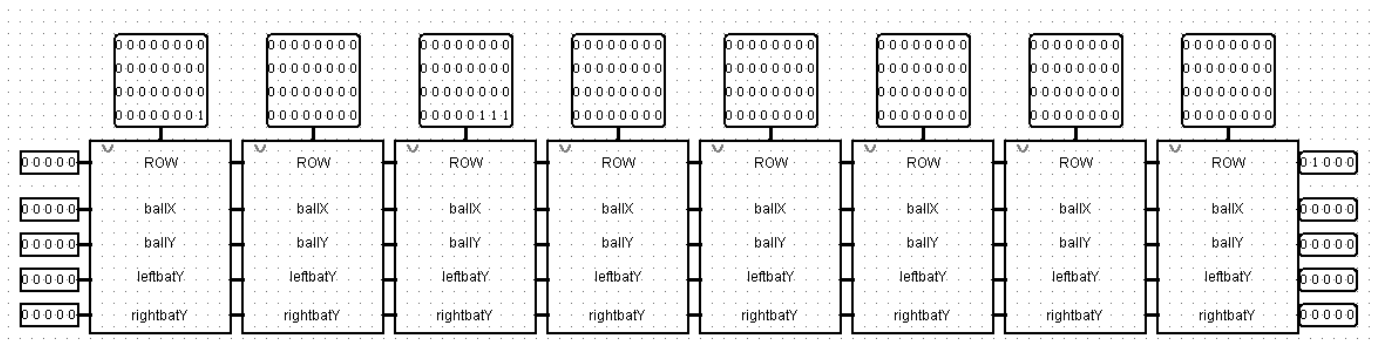 00000000 00000000 00000000 00000000 00000000 00000000 00000000 00000000
00000000 00000000 00000000 00000000 00000000 00000000 00000000 00000000
00000000 00000000 00000000 00000000 00000000 00000000 00000000 00000000
00000001 00000000 00000111 00000000 00000000 00000000 00000000 00000000
00000 ROW ROW ROW ROW ROW ROW ROW ROW 01000
00000 ballX ballX ballX ballX ballX ballX ballX ballX 00000
00000 ballY ballY ballY ballY ballY ballY ballY ballY 00000
00000 leftbatY leftbatY leftbatY leftbatY leftbatY leftbatY leftbatY leftbatY 00000
00000 rightbatY rightbatY rightbatY rightbatY rightbatY rightbatY rightbatY rightbatY 00000